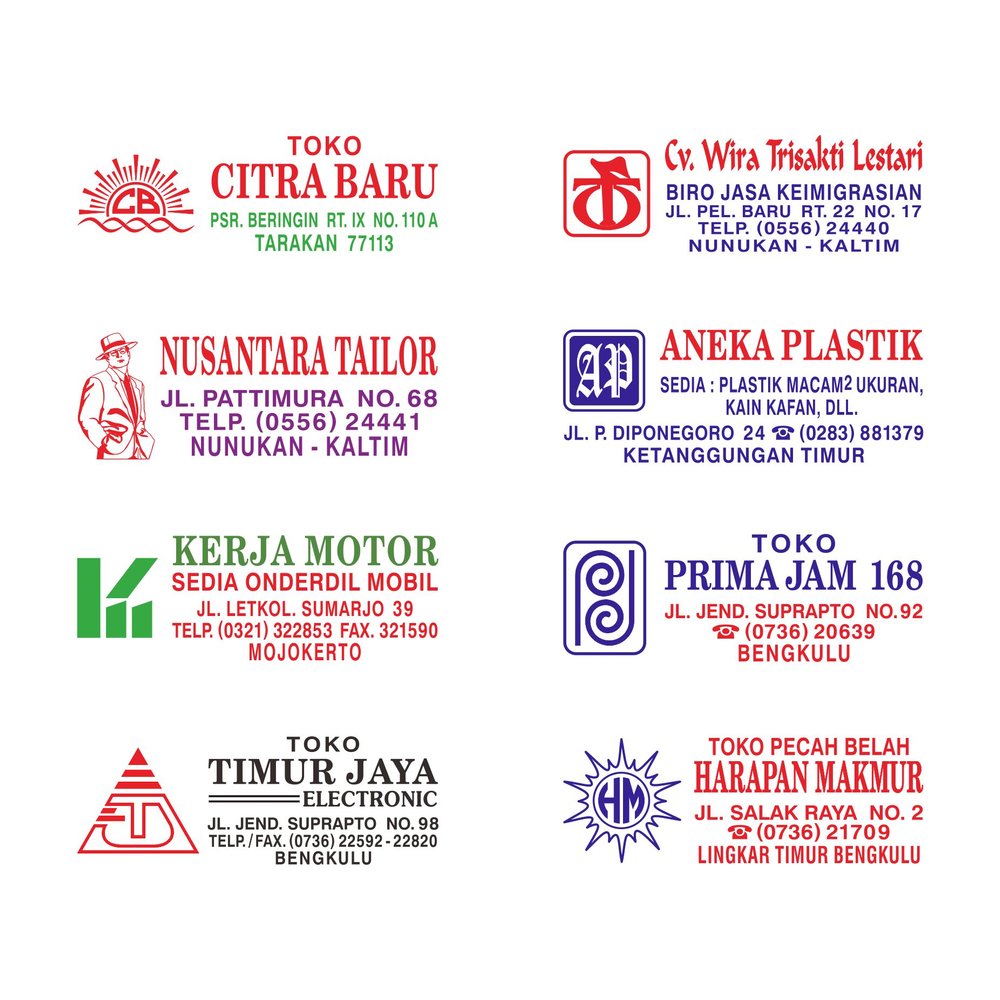 TOKO
CITRA BARU
PSR. BERINGIN RT. IX NO. 110 A
TARAKAN 77113
CB
Cv. Wira Trisakti Lestari
BIRO JASA KEIMIGRASIAN
JL. PEL. BARU RT. 22 NO. 17
TELP. (0556) 24440
NUNUKAN - KALTIM
NUSANTARA TAILOR
JL. PATTIMURA NO. 68
TELP. (0556) 24441
NUNUKAN - KALTIM
AP
ANEKA PLASTIK
SEDIA : PLASTIK MACAM2 UKURAN,
KAIN KAFAN, DLL.
JL. P. DIPONEGORO 24 ☎ (0283) 881379
KETANGGUNGAN TIMUR
KERJA MOTOR
SEDIA ONDERDIL MOBIL
JL. LETKOL. SUMARJO 39
TELP. (0321) 322853 FAX. 321590
MOJOKERTO
TOKO
PRIMA JAM 168
JL. JEND. SUPRAPTO NO. 92
☎ (0736) 20639
BENGKULU
TOKO
TIMUR JAYA
ELECTRONIC
JL. JEND. SUPRAPTO NO. 98
TELP. / FAX. (0736) 22592 - 22820
BENGKULU
TJ
HM
TOKO PECAH BELAH
HARAPAN MAKMUR
JL. SALAK RAYA NO. 2
☎ (0736) 21709
LINGKAR TIMUR BENGKULU